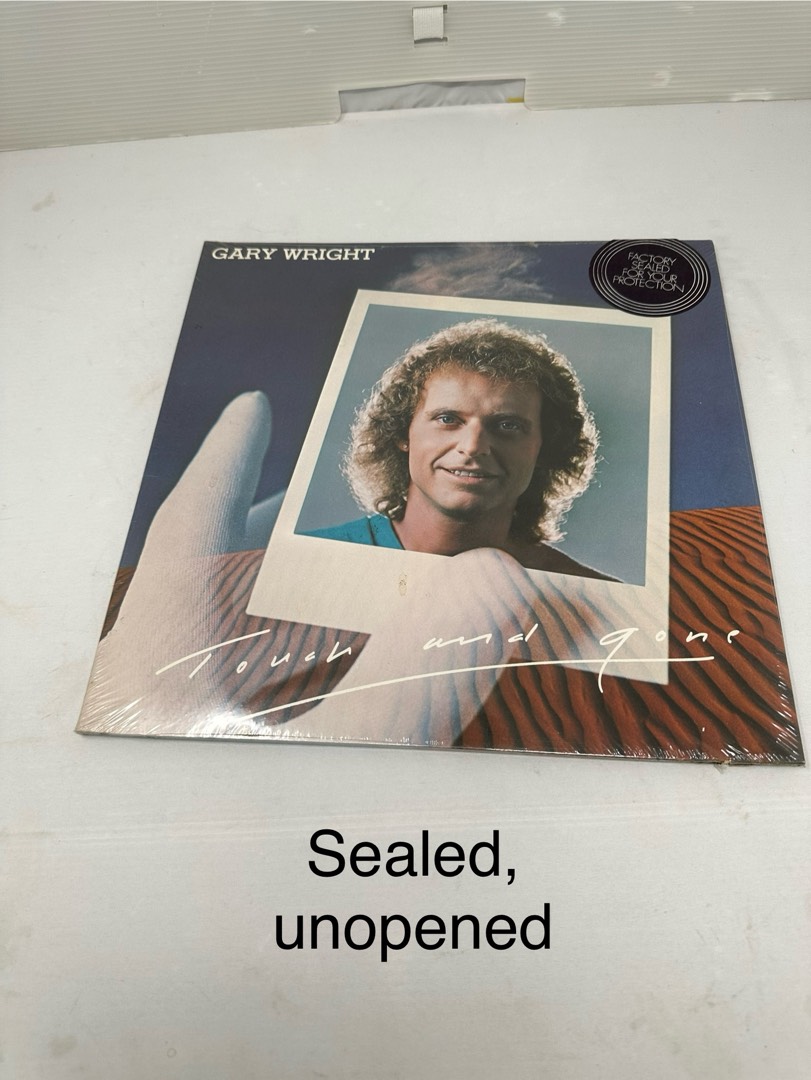 GARY WRIGHT
FACTORY
SEALED
FOR YOUR
PROTECTION
Touch and gone
Sealed,
unopened